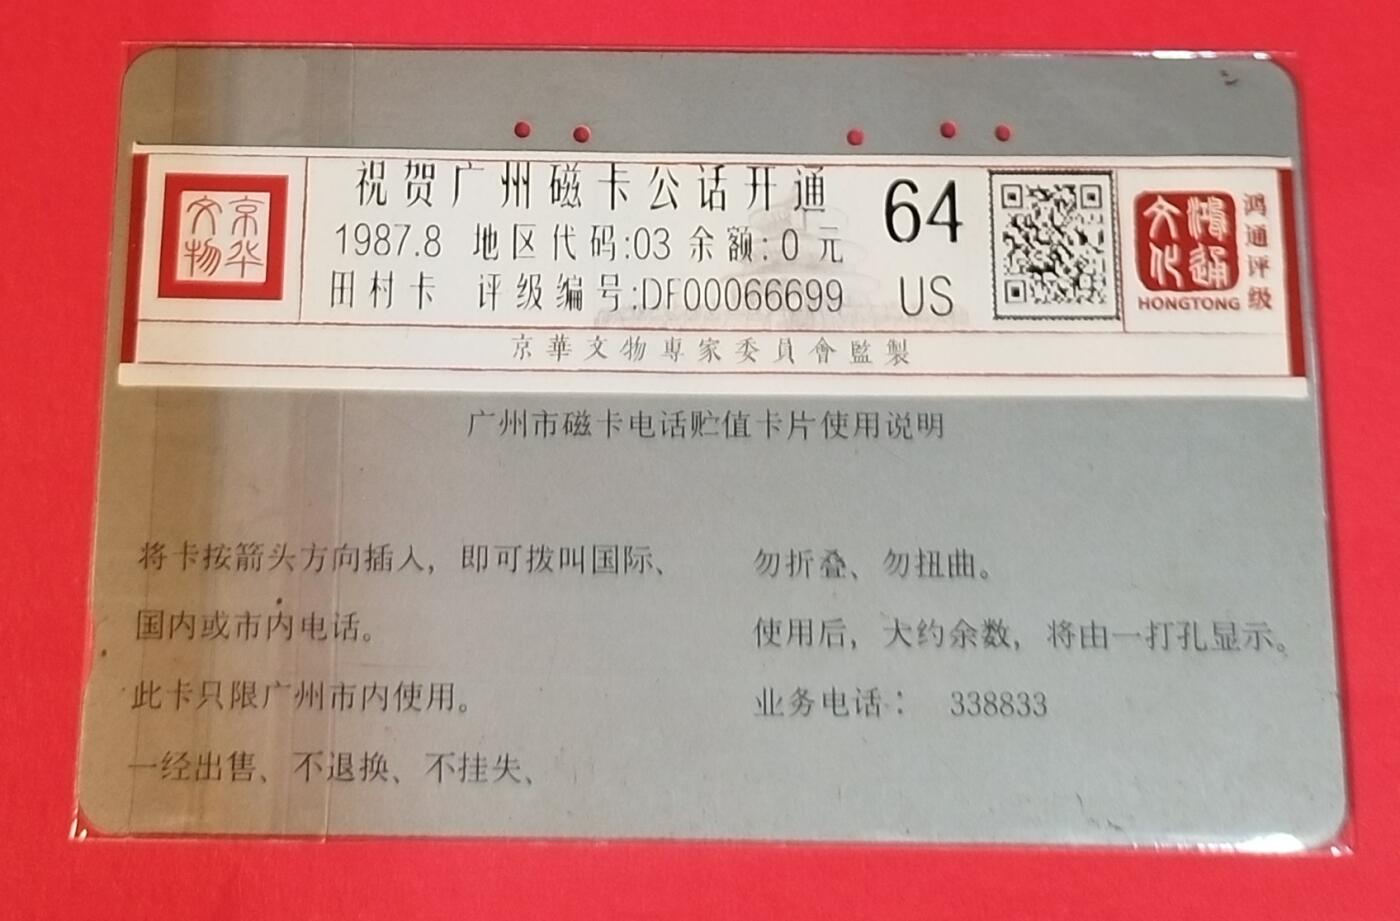 祝贺广州磁卡公话开通
1987.8 地区代码:03 余额:0元
田村卡 评级编号:DF00066699
64
US
京华文物
鸿通文化
HONGTONG
鸿通评级
京華文物專家委員會監製
广州市磁卡电话贮值卡片使用说明
将卡按箭头方向插入，即可拨叫国际、
国内或市内电话。
此卡只限广州市内使用。
一经出售、不退换、不挂失、
勿折叠、勿扭曲。
使用后，大约余数，将由一打孔显示。
业务电话： 338833